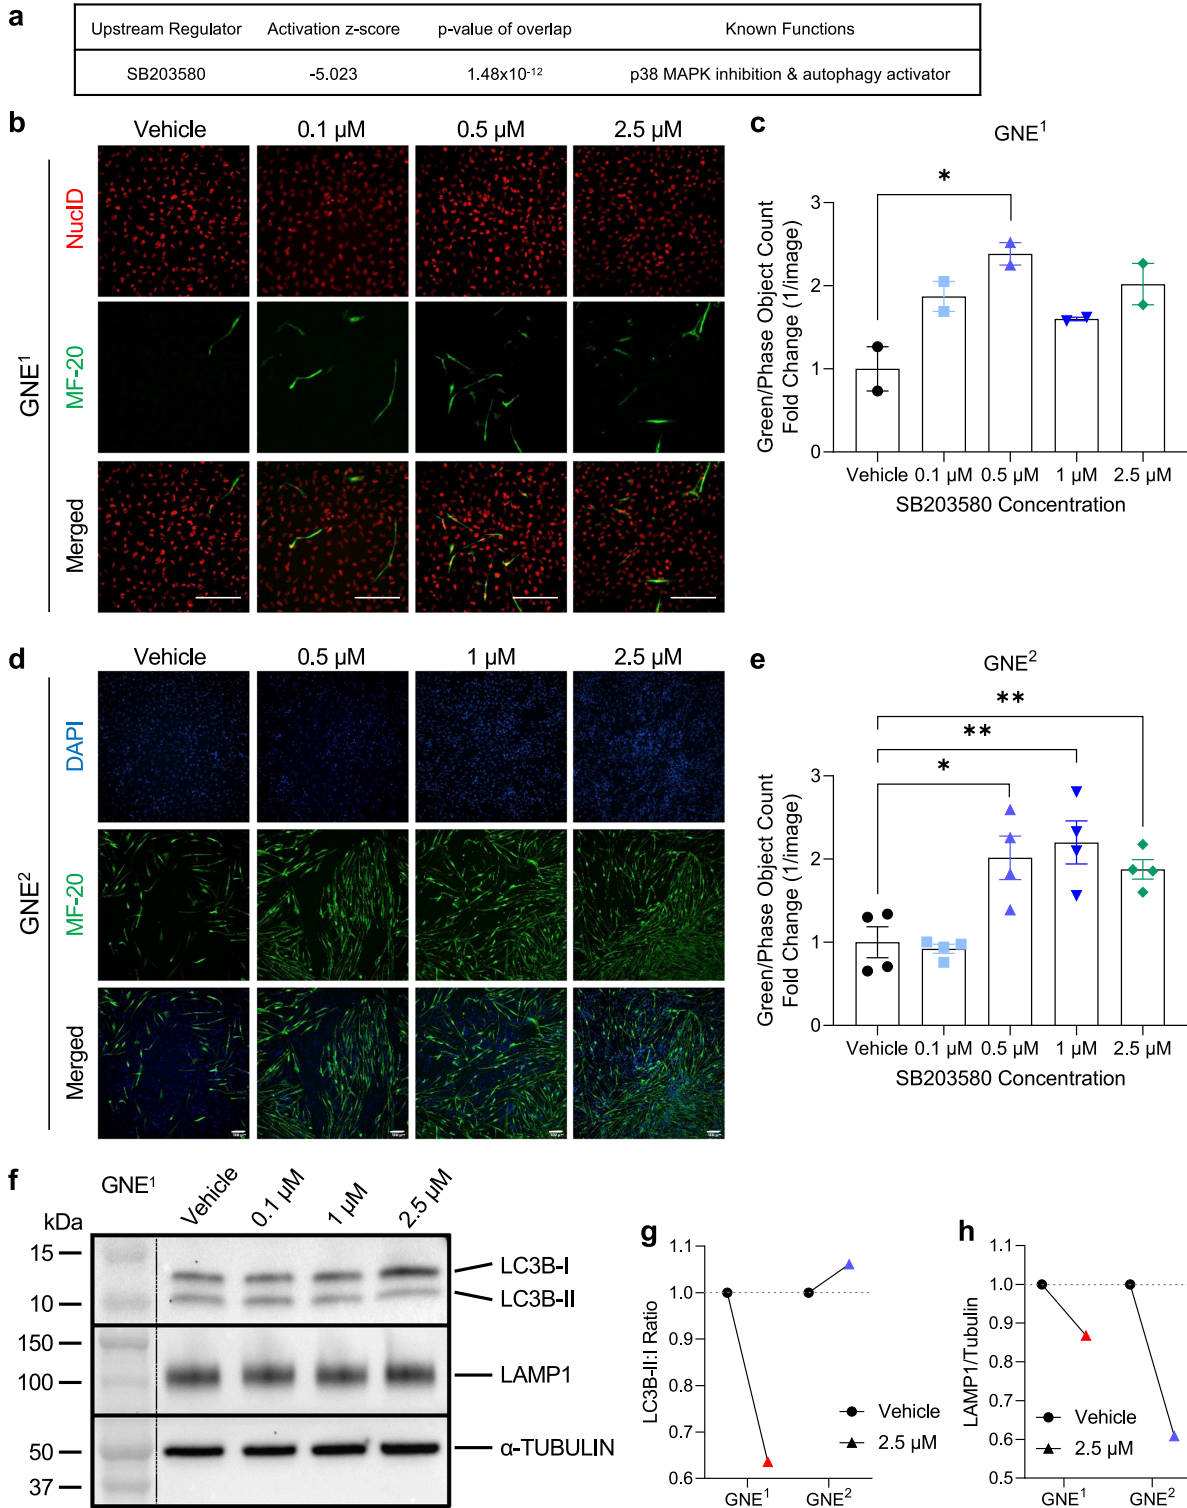 a
Upstream Regulator Activation z-score p-value of overlap Known Functions
SB203580 -5.023 1.48x10⁻¹² p38 MAPK inhibition & autophagy activator
b
Vehicle 0.1 µM 0.5 µM 2.5 µM
GNE¹
NucID
MF-20
Merged
c
GNE¹
*
Green/Phase Object Count
Fold Change (1/image)
3
2
1
0
Vehicle 0.1 µM 0.5 µM 1 µM 2.5 µM
SB203580 Concentration
d
Vehicle 0.5 µM 1 µM 2.5 µM
GNE²
DAPI
MF-20
Merged
e
GNE²
**
**
*
Green/Phase Object Count
Fold Change (1/image)
3
2
1
0
Vehicle 0.1 µM 0.5 µM 1 µM 2.5 µM
SB203580 Concentration
f
GNE¹ Vehicle 0.1 µM 1 µM 2.5 µM
kDa
15
10
150
100
50
37
LC3B-I
LC3B-II
LAMP1
α-TUBULIN
g
LC3B-II:I Ratio
1.1
1.0
0.9
0.8
0.7
0.6
Vehicle
2.5 µM
GNE¹ GNE²
h
LAMP1/Tubulin
1.1
1.0
0.9
0.8
0.7
0.6
0.5
Vehicle
2.5 µM
GNE¹ GNE²